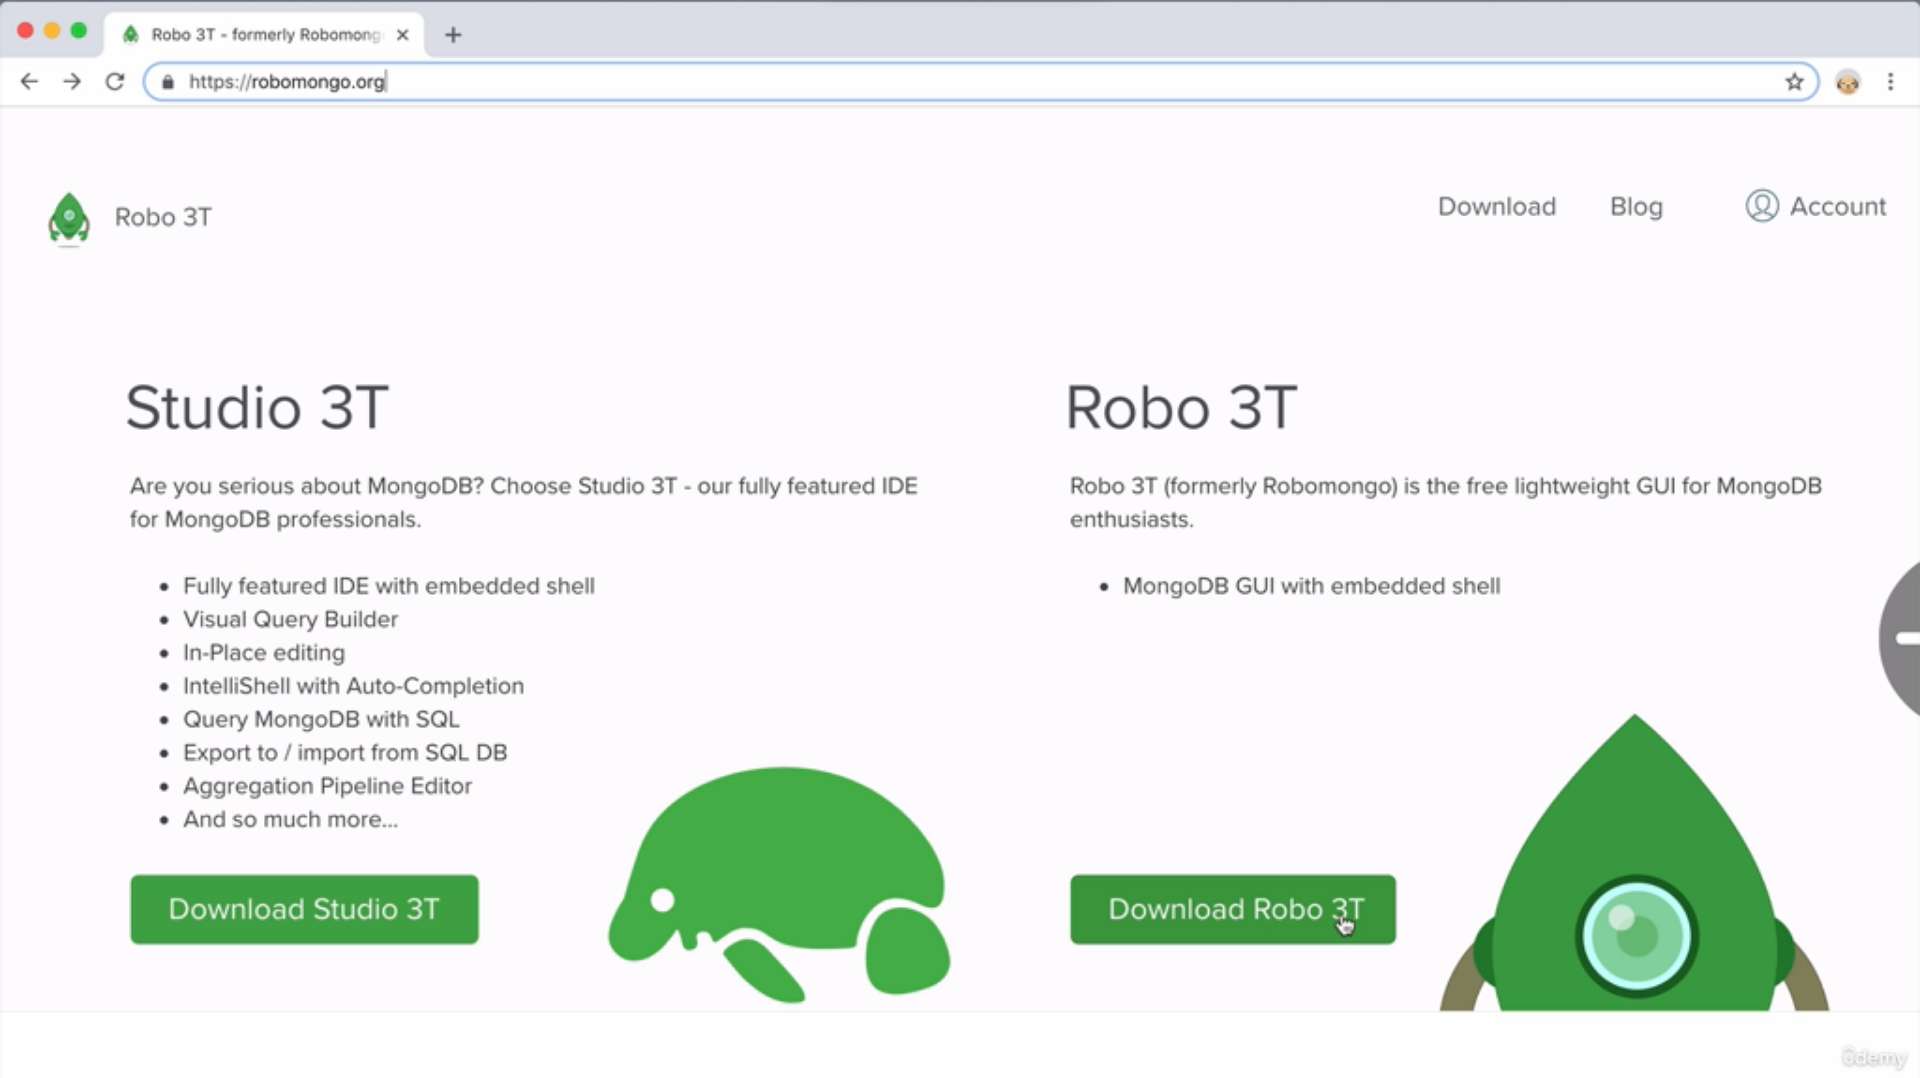 Robo 3T - formerly Robomong
https://robomongo.org
Robo 3T
Download
Blog
Account
Studio 3T
Are you serious about MongoDB? Choose Studio 3T - our fully featured IDE
for MongoDB professionals.
• Fully featured IDE with embedded shell
• Visual Query Builder
• In-Place editing
• IntelliShell with Auto-Completion
• Query MongoDB with SQL
• Export to / import from SQL DB
• Aggregation Pipeline Editor
• And so much more...
Download Studio 3T
Robo 3T
Robo 3T (formerly Robomongo) is the free lightweight GUI for MongoDB
enthusiasts.
• MongoDB GUI with embedded shell
Download Robo 3T
ûdemy